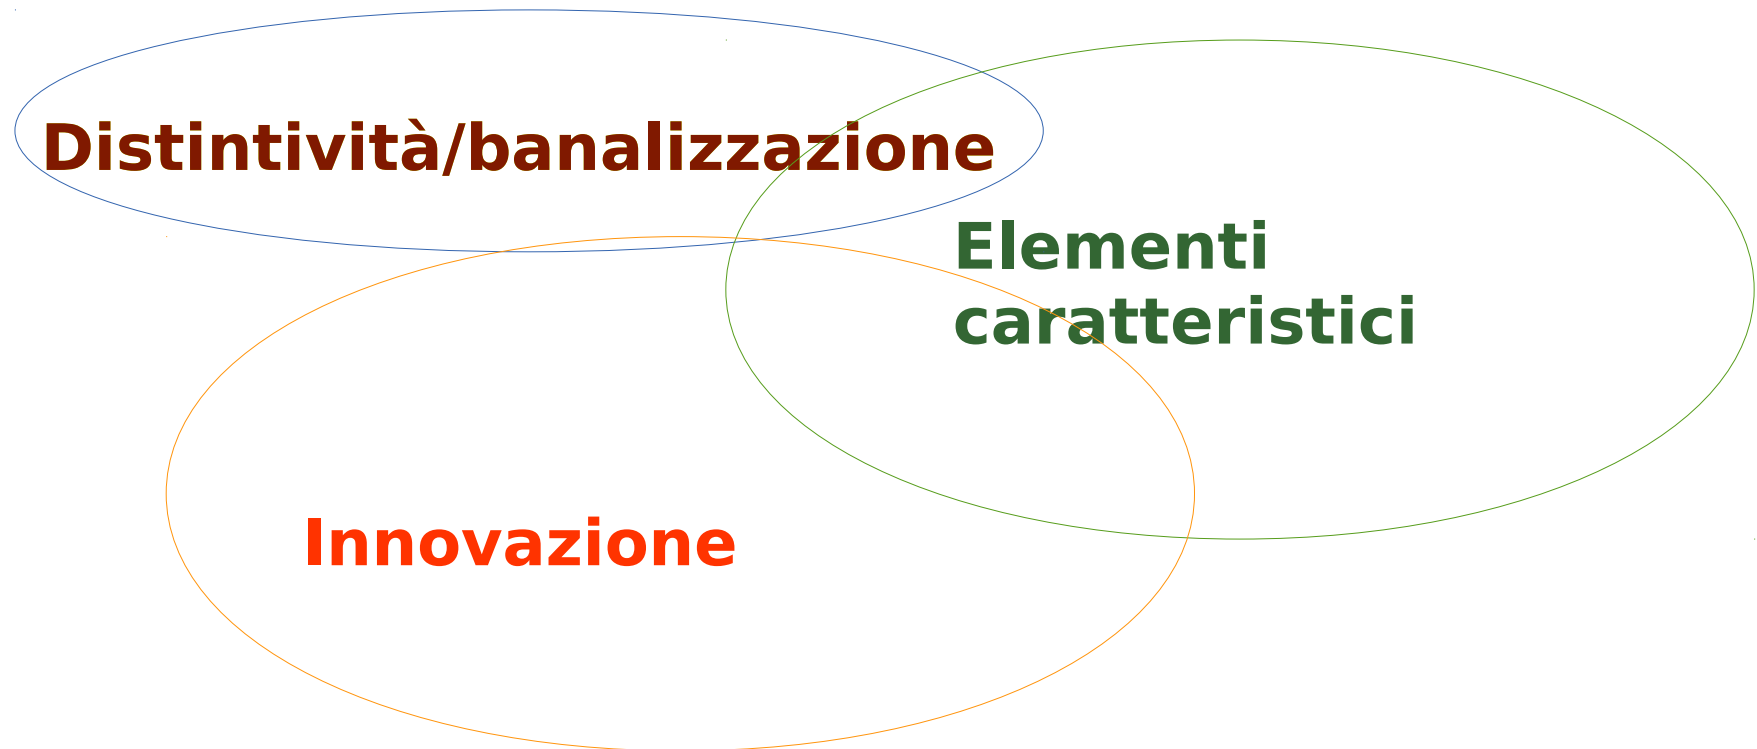 Distintività/banalizzazione
Elementi
caratteristici
Innovazione